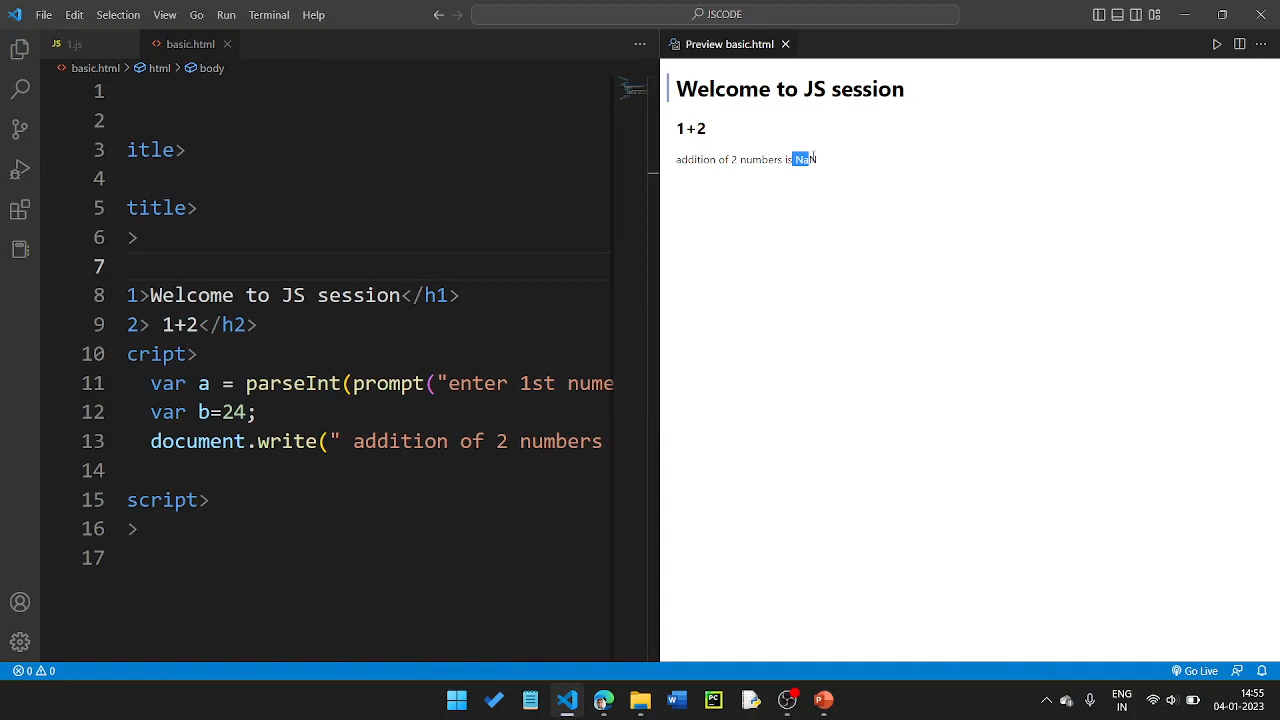 File Edit Selection View Go Run Terminal Help
JSCODE
JS 1.js
basic.html
Preview basic.html
basic.html > html > body
1
2
3 itle>
4
5 title>
6 >
7
8 1>Welcome to JS session</h1>
9 2> 1+2</h2>
10 cript>
11 var a = parseInt(prompt("enter 1st nume
12 var b=24;
13 document.write(" addition of 2 numbers
14
15 script>
16 >
17
Welcome to JS session
1+2
addition of 2 numbers is NaN
0 0
Go Live
W
PC
P
ENG
IN
14:55
04-01-2023